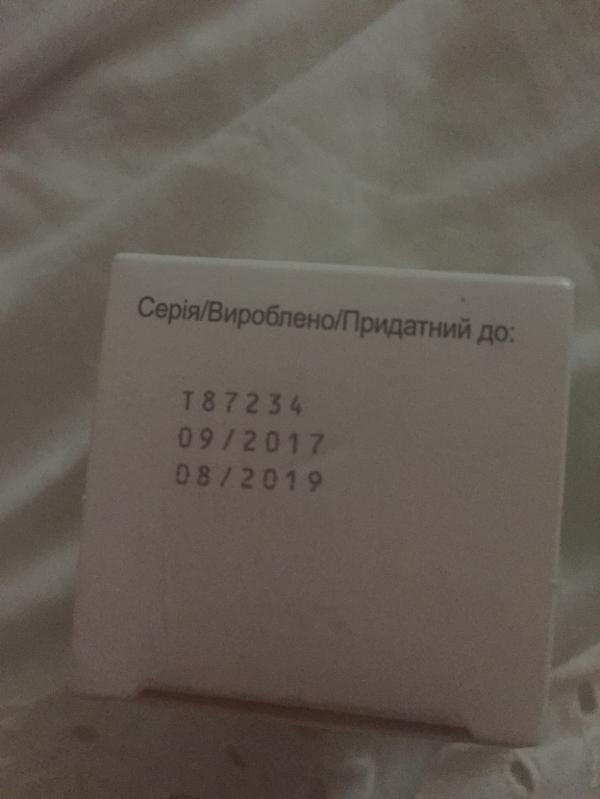 Серія/Вироблено/Придатний до:
T87234
09/2017
08/2019